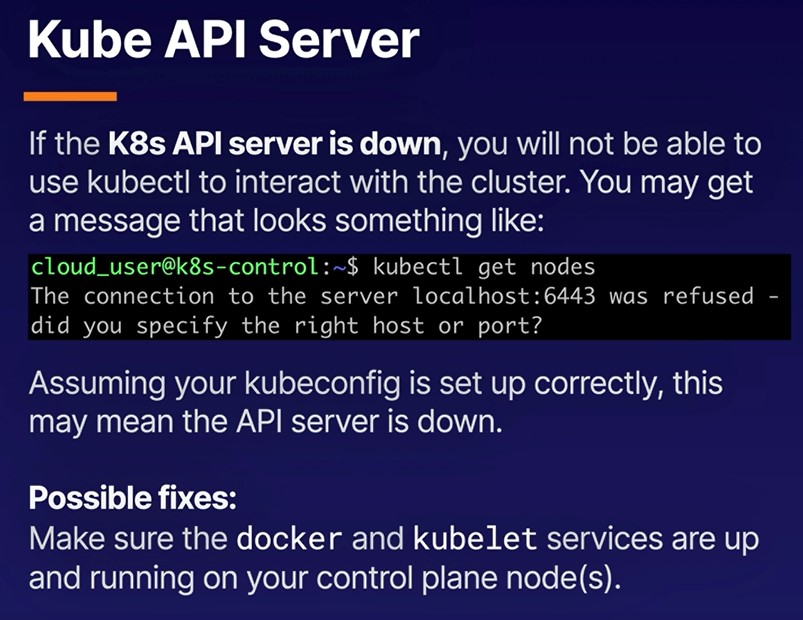 Kube API Server
If the K8s API server is down, you will not be able to
use kubectl to interact with the cluster. You may get
a message that looks something like:
cloud_user@k8s-control:~$ kubectl get nodes
The connection to the server localhost:6443 was refused -
did you specify the right host or port?
Assuming your kubeconfig is set up correctly, this
may mean the API server is down.
Possible fixes:
Make sure the docker and kubelet services are up
and running on your control plane node(s).